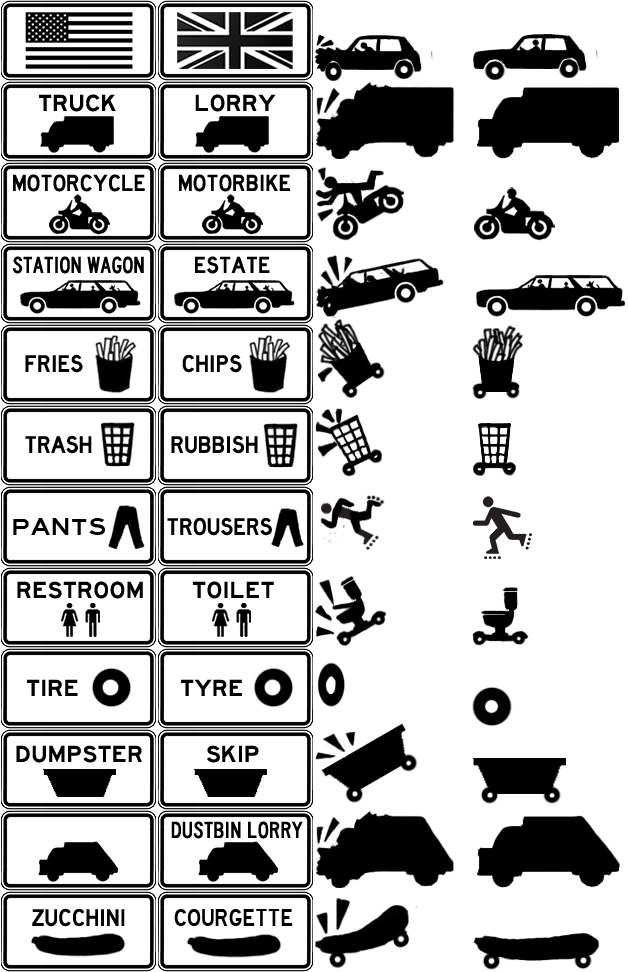 TRUCK
LORRY
MOTORCYCLE
MOTORBIKE
STATION WAGON
ESTATE
FRIES
CHIPS
TRASH
RUBBISH
PANTS
TROUSERS
RESTROOM
TOILET
TIRE
TYRE
DUMPSTER
SKIP
DUSTBIN LORRY
ZUCCHINI
COURGETTE